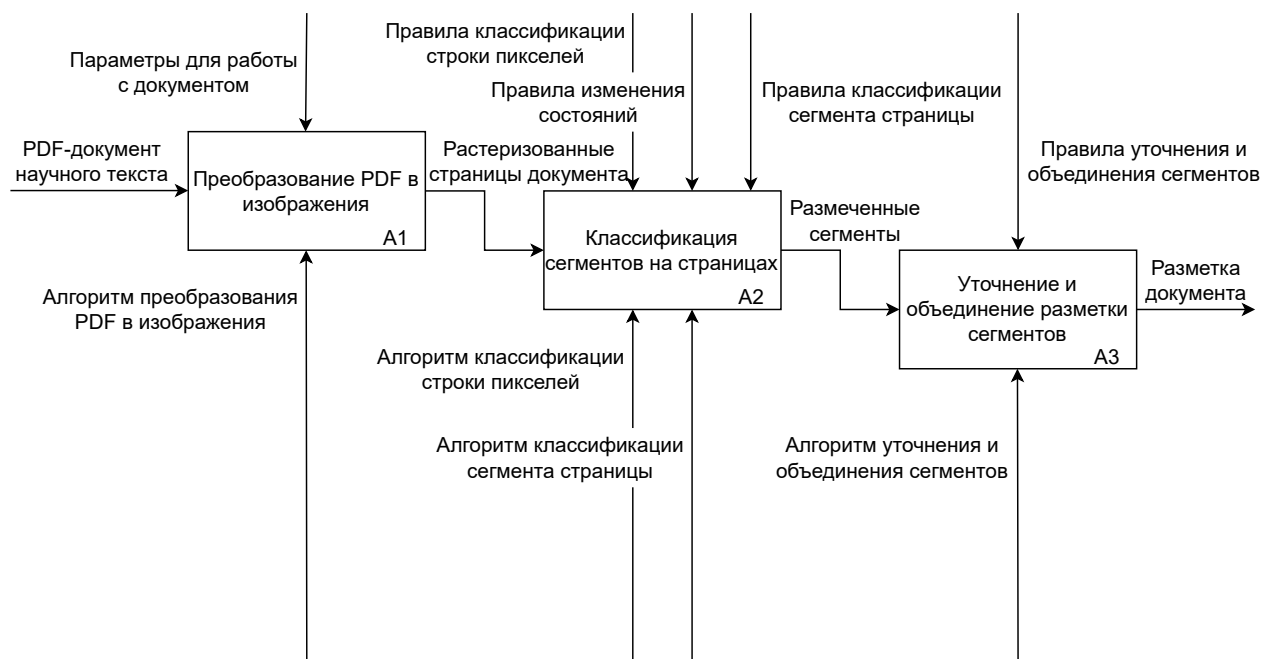 Параметры для работы
с документом
Правила классификации
строки пикселей
Правила изменения
состояний
Правила классификации
сегмента страницы
Правила уточнения и
объединения сегментов
PDF-документ
научного текста
Преобразование PDF в
изображения
A1
Растеризованные
страницы документа
Классификация
сегментов на страницах
A2
Размеченные
сегменты
Уточнение и
объединение разметки
сегментов
A3
Разметка
документа
Алгоритм преобразования
PDF в изображения
Алгоритм классификации
строки пикселей
Алгоритм классификации
сегмента страницы
Алгоритм уточнения и
объединения сегментов